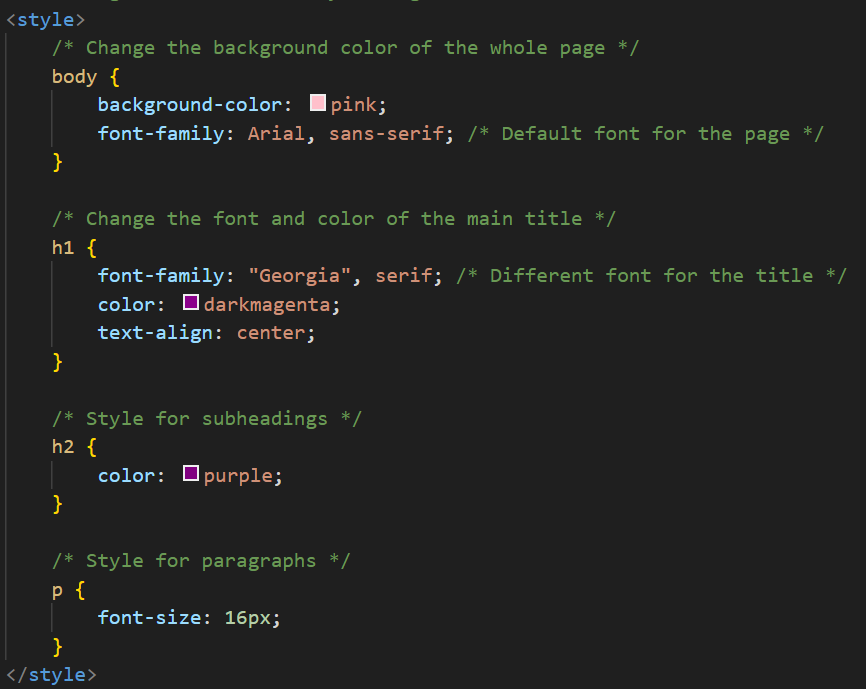 <style>
/* Change the background color of the whole page */
body {
background-color: pink;
font-family: Arial, sans-serif; /* Default font for the page */
}
/* Change the font and color of the main title */
h1 {
font-family: "Georgia", serif; /* Different font for the title */
color: darkmagenta;
text-align: center;
}
/* Style for subheadings */
h2 {
color: purple;
}
/* Style for paragraphs */
p {
font-size: 16px;
}
</style>